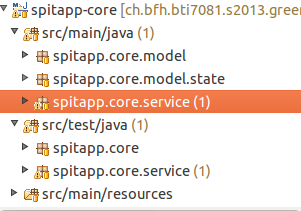 spitapp-core [ch.bfh.bti7081.s2013.gree
src/main/java (1)
spitapp.core.model
spitapp.core.model.state
spitapp.core.service (1)
src/test/java (1)
spitapp.core
spitapp.core.service (1)
src/main/resources